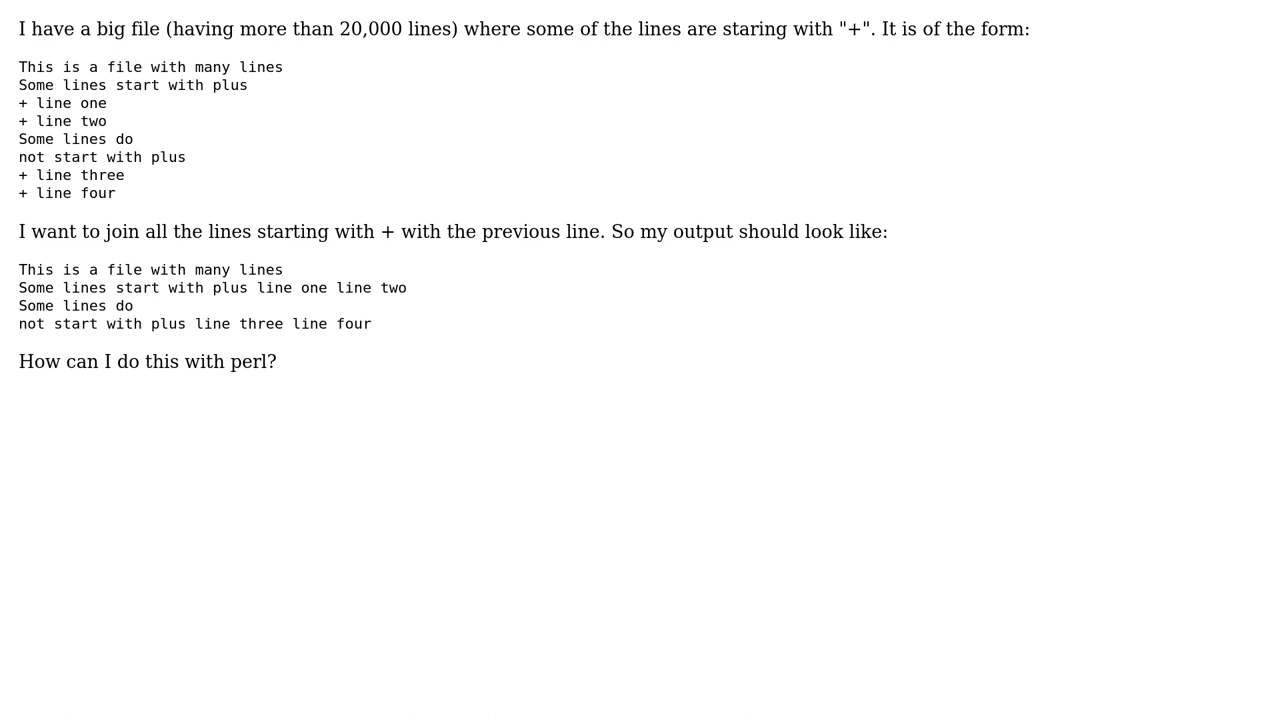 I have a big file (having more than 20,000 lines) where some of the lines are staring with "+". It is of the form:
This is a file with many lines
Some lines start with plus
+ line one
+ line two
Some lines do
not start with plus
+ line three
+ line four
I want to join all the lines starting with + with the previous line. So my output should look like:
This is a file with many lines
Some lines start with plus line one line two
Some lines do
not start with plus line three line four
How can I do this with perl?